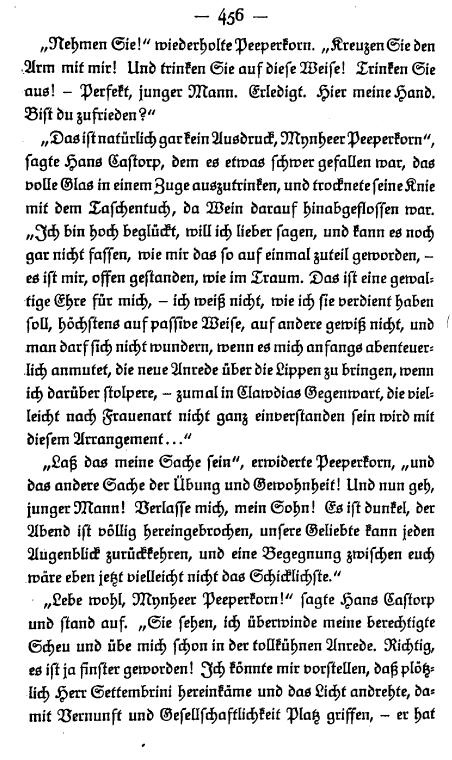 — 456 —
„Nehmen Sie!“ wiederholte Peeperkorn. „Kreuzen Sie den
Arm mit mir! Und trinken Sie auf diese Weise! Trinken Sie
aus! – Perfekt, junger Mann. Erledigt. Hier meine Hand.
Bist du zufrieden?“
„Das ist natürlich gar kein Ausdruck, Mynheer Peeperkorn“,
sagte Hans Castorp, dem es etwas schwer gefallen war, das
volle Glas in einem Zuge auszutrinken, und trocknete seine Knie
mit dem Taschentuch, da Wein darauf hinabgeflossen war.
„Ich bin hoch beglückt, will ich lieber sagen, und kann es noch
gar nicht fassen, wie mir das so auf einmal zuteil geworden, –
es ist mir, offen gestanden, wie im Traum. Das ist eine gewal-
tige Ehre für mich, – ich weiß nicht, wie ich sie verdient haben
soll, höchstens auf passive Weise, auf andere gewiß nicht, und
man darf sich nicht wundern, wenn es mich anfangs abenteuer-
lich anmutet, die neue Anrede über die Lippen zu bringen, wenn
ich darüber stolpere, – zumal in Clawdias Gegenwart, die viel-
leicht nach Frauenart nicht ganz einverstanden sein wird mit
diesem Arrangement...“
„Laß das meine Sache sein“, erwiderte Peeperkorn, „und
das andere Sache der Übung und Gewohnheit! Und nun geh,
junger Mann! Verlasse mich, mein Sohn! Es ist dunkel, der
Abend ist völlig hereingebrochen, unsere Geliebte kann jeden
Augenblick zurückkehren, und eine Begegnung zwischen euch
wäre eben jetzt vielleicht nicht das Schicklichste.“
„Lebe wohl, Mynheer Peeperkorn!“ sagte Hans Castorp
und stand auf. „Sie sehen, ich überwinde meine berechtigte
Scheu und übe mich schon in der tollkühnen Anrede. Richtig,
es ist ja finster geworden! Ich könnte mir vorstellen, daß plötz-
lich Herr Settembrini hereinkäme und das Licht andrehte, da-
mit Vernunft und Gesellschaftlichkeit Platz griffen, – er hat